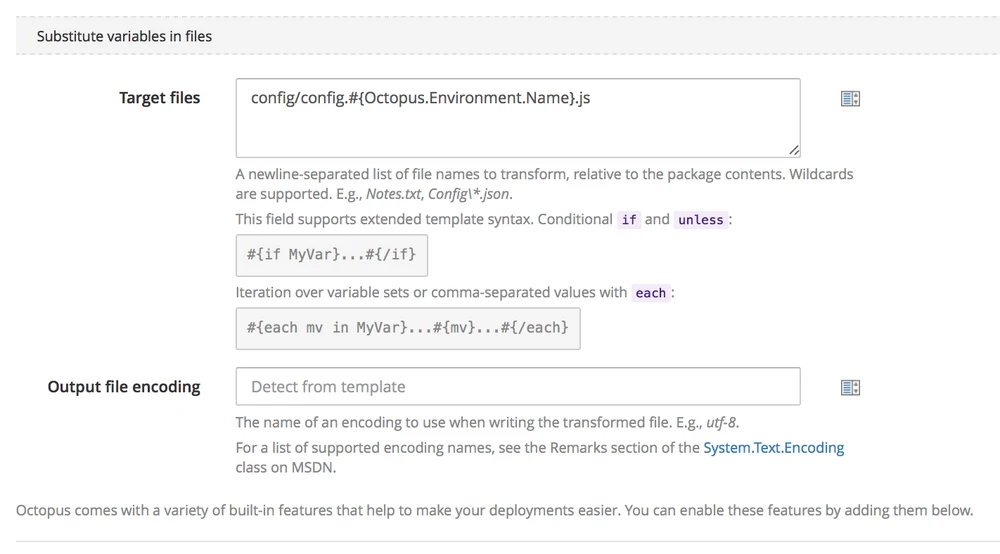 Substitute variables in files
Target files
config/config.#{Octopus.Environment.Name}.js
A newline-separated list of file names to transform, relative to the package contents. Wildcards
are supported. E.g., Notes.txt, Config\*.json.
This field supports extended template syntax. Conditional if and unless :
#{if MyVar}...#{/if}
Iteration over variable sets or comma-separated values with each :
#{each mv in MyVar}...#{mv}...#{/each}
Output file encoding
Detect from template
The name of an encoding to use when writing the transformed file. E.g., utf-8.
For a list of supported encoding names, see the Remarks section of the System.Text.Encoding
class on MSDN.
Octopus comes with a variety of built-in features that help to make your deployments easier. You can enable these features by adding them below.